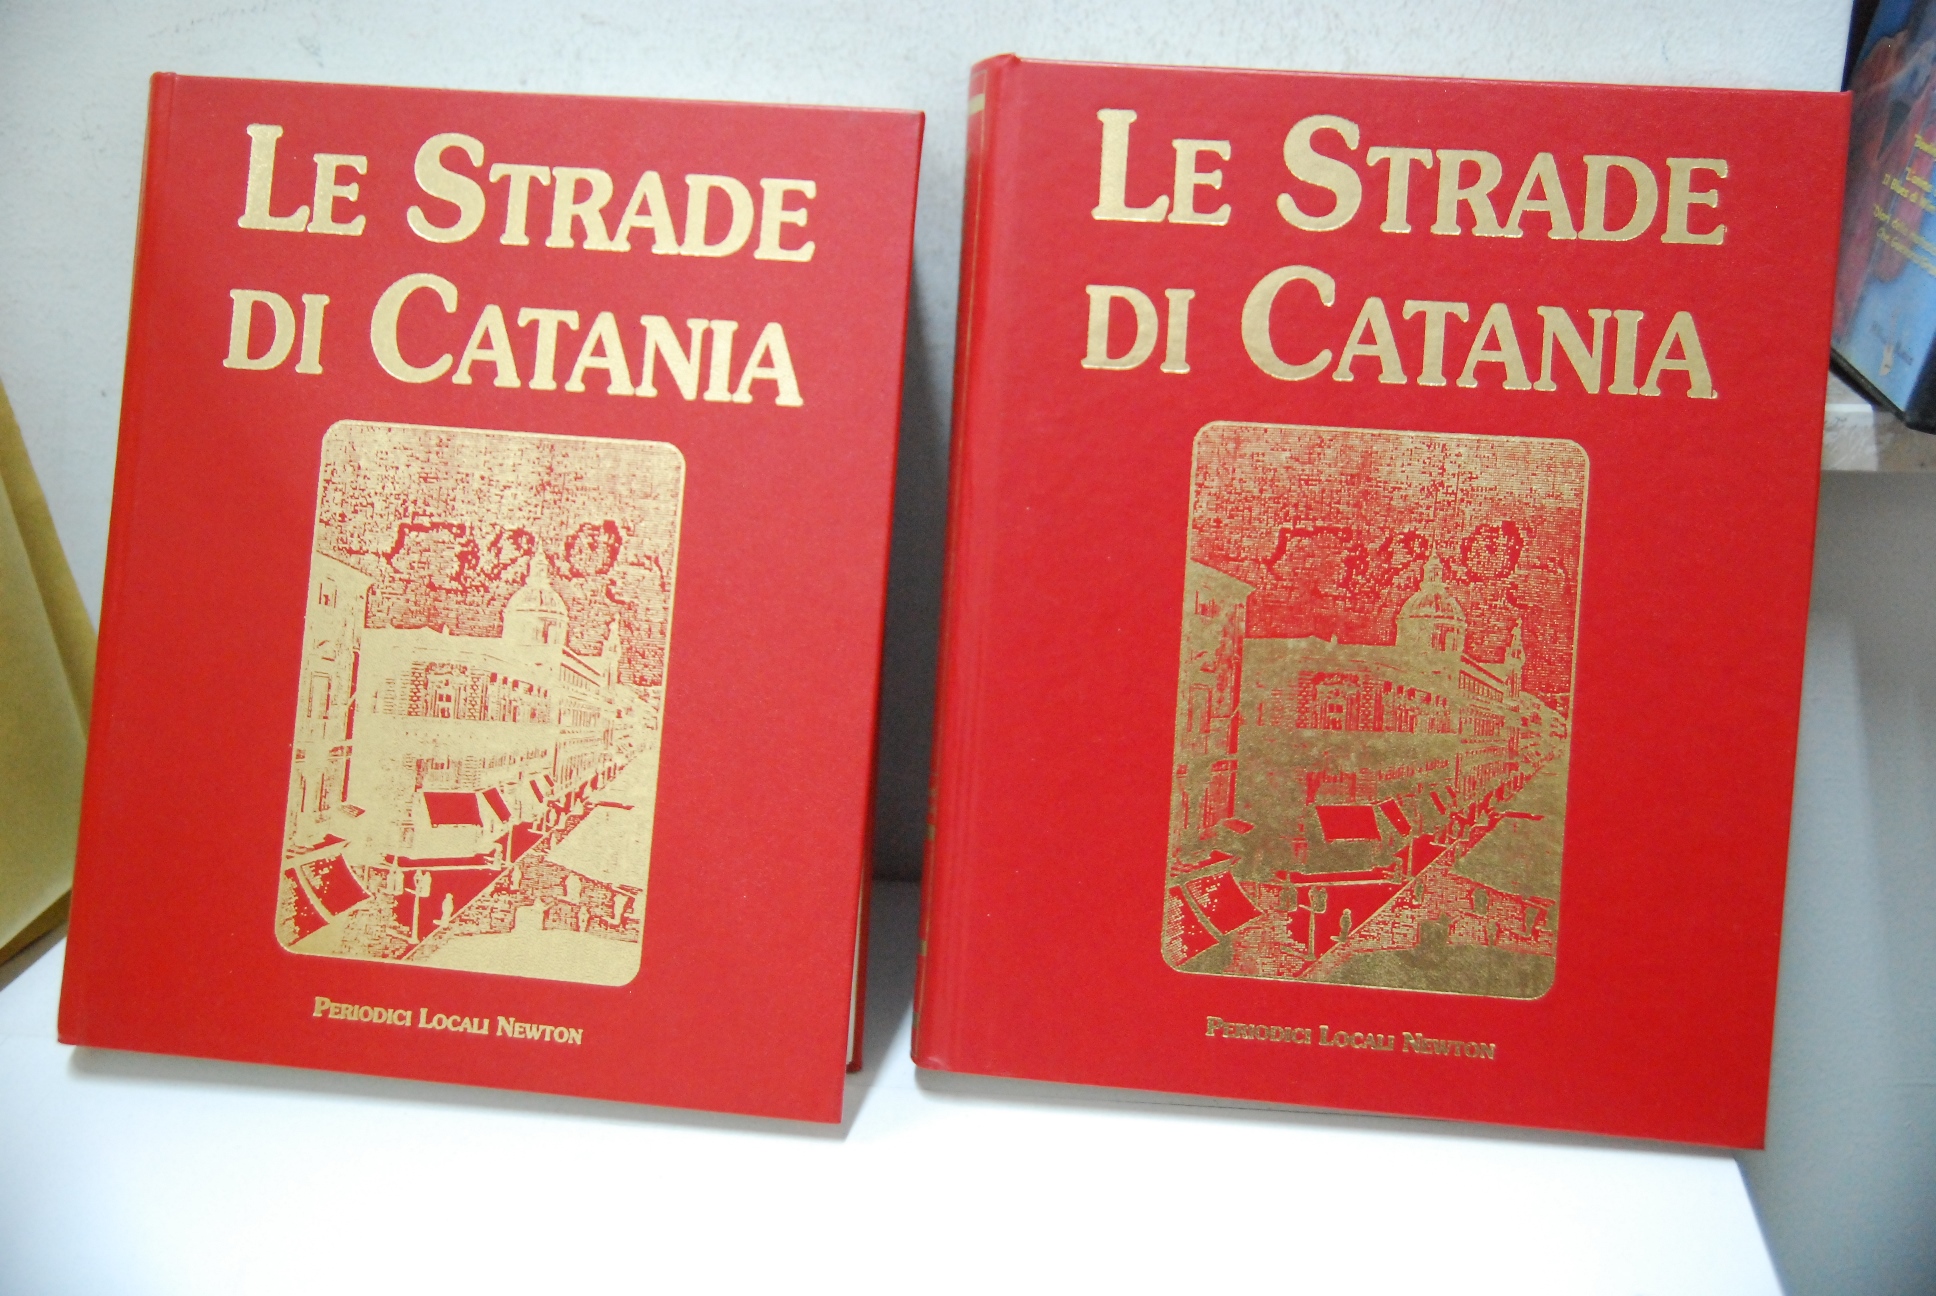 LE STRADE
DI CATANIA
PERIODICI LOCALI NEWTON
LE STRADE
DI CATANIA
PERIODICI LOCALI NEWTON